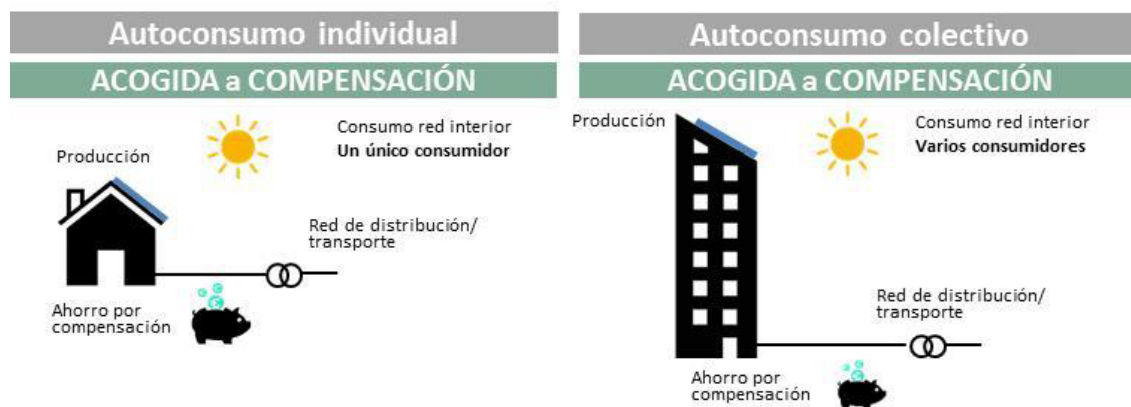 Autoconsumo individual
ACOGIDA a COMPENSACIÓN
Consumo red interior
Un único consumidor
Producción
Red de distribución/
transporte
Ahorro por
compensación
Autoconsumo colectivo
ACOGIDA a COMPENSACIÓN
Producción
Consumo red interior
Varios consumidores
Red de distribución/
transporte
Ahorro por
compensación